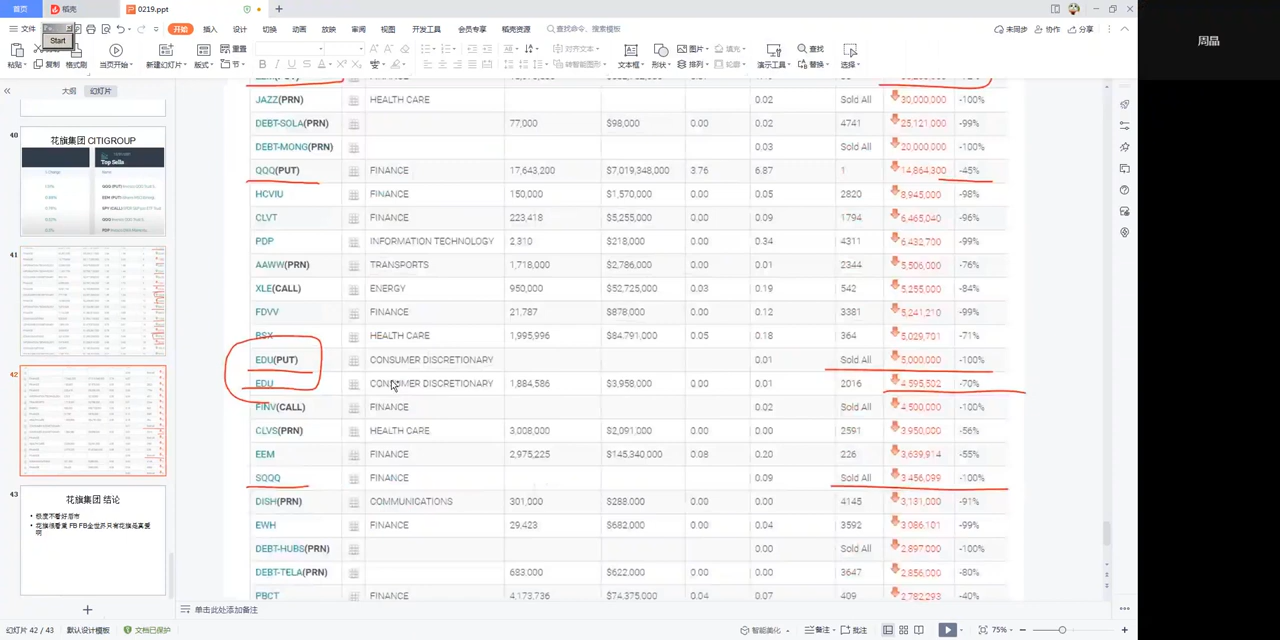 首页
稻壳
0219.ppt
文件
Start
开始
插入
设计
切换
动画
放映
审阅
视图
开发工具
会员专享
稻壳资源
查找命令、搜索模板
未同步
协作
分享
粘贴
复制
格式刷
当页开始
新建幻灯片
版式
重置
节
B I U S A
对齐文本
转智能图形
文本框
形状
图片
排列
填充
轮廓
演示工具
查找
替换
选择
大纲
幻灯片
40
花旗集团 CITIGROUP
Top Sells
41
42
43
花旗集团 结论
• 极度不看好后市
JAZZ(PRN) HEALTH CARE 0.02 Sold All 30,000,000 -100%
DEBT-SOLA(PRN) 77,000 $98,000 0.00 0.02 4741 25,121,000 -99%
DEBT-MONG(PRN) 0.03 Sold All 20,000,000 -100%
QQQ(PUT) FINANCE 17,643,200 $7,019,348,000 3.76 6.87 1 14,864,300 -45%
HCVIU FINANCE 150,000 $1,570,000 0.00 0.05 2820 8,945,000 -98%
CLVT FINANCE 223,418 $5,255,000 0.00 0.09 1794 6,465,040 -96%
PDP INFORMATION TECHNOLOGY 2,310 $218,000 0.00 0.34 4311 6,432,700 -99%
AAWW(PRN) TRANSPORTS 1,718,000 $2,786,000 0.00 0.01 2344 5,506,000 -76%
XLE(CALL) ENERGY 950,000 $52,725,000 0.03 0.19 542 5,255,000 -84%
FDVV FINANCE 21,787 $878,000 0.00 0.12 3381 5,241,210 -99%
HEALTH CARE 1,995,996 $84,791,000 0.05 0.18 364 5,029,701 -71%
EDU(PUT) CONSUMER DISCRETIONARY 0.01 Sold All 5,000,000 -100%
EDU CONSUMER DISCRETIONARY 1,884,586 $3,958,000 0.00 0.01 2016 4,595,502 -70%
FINV(CALL) FINANCE 0.02 Sold All 4,500,000 -100%
CLVS(PRN) HEALTH CARE 3,008,000 $2,091,000 0.00 0.00 2591 3,950,000 -56%
EEM FINANCE 2,975,225 $145,340,000 0.08 0.20 226 3,639,914 -55%
SQQQ FINANCE 0.09 Sold All 3,456,099 -100%
DISH(PRN) COMMUNICATIONS 301,000 $288,000 0.00 0.00 4145 3,131,000 -91%
EWH FINANCE 29,423 $682,000 0.00 0.04 3592 3,086,101 -99%
DEBT-HUBS(PRN) 0.00 Sold All 2,897,000 -100%
DEBT-TELA(PRN) 683,000 $622,000 0.00 0.00 3647 2,856,000 -80%
PBCT FINANCE 4,173,736 $74,375,000 0.04 0.07 409 2,782,293 -40%
单击此处添加备注
幻灯片 42 / 43
默认设计模板
文档已保护
智能美化
备注
批注
75%
周晶